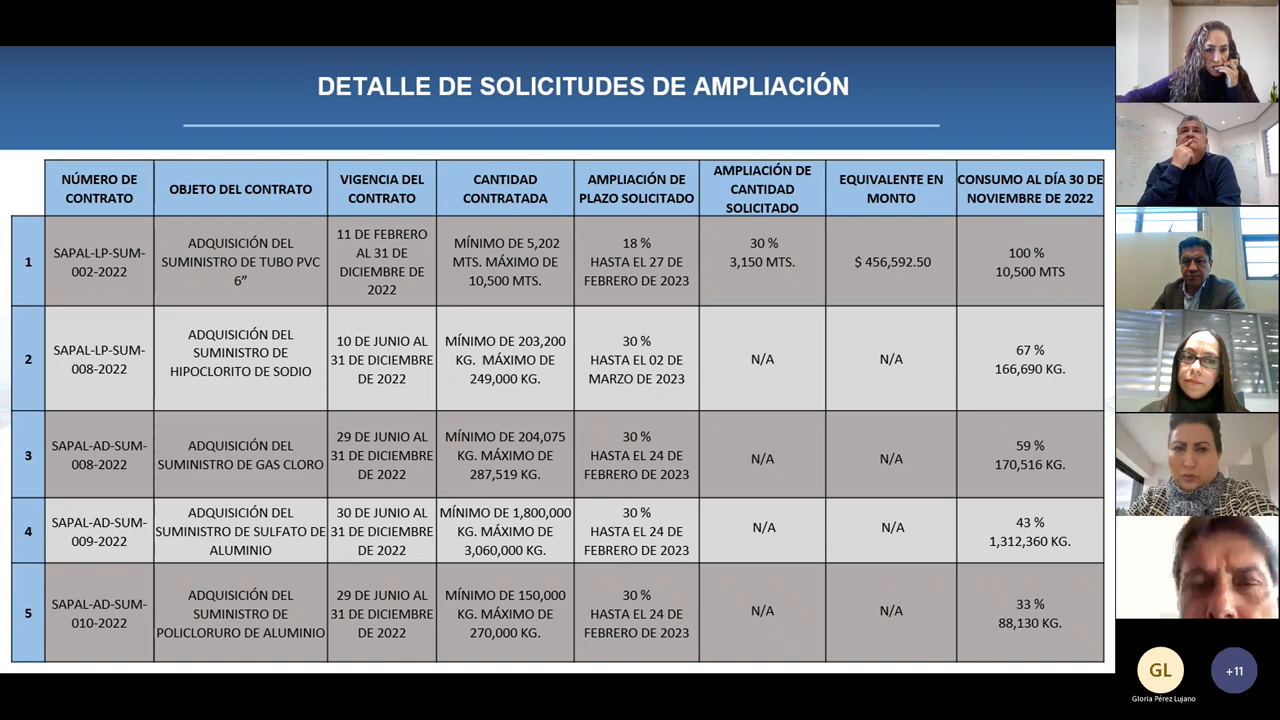 DETALLE DE SOLICITUDES DE AMPLIACIÓN
NÚMERO DE
CONTRATO
OBJETO DEL CONTRATO
VIGENCIA DEL
CONTRATO
CANTIDAD
CONTRATADA
AMPLIACIÓN DE
PLAZO SOLICITADO
AMPLIACIÓN DE
CANTIDAD
SOLICITADO
EQUIVALENTE EN
MONTO
CONSUMO AL DÍA 30 DE
NOVIEMBRE DE 2022
1
SAPAL-LP-SUM-
002-2022
ADQUISICIÓN DEL
SUMINISTRO DE TUBO PVC
6”
11 DE FEBRERO
AL 31 DE
DICIEMBRE DE
2022
MÍNIMO DE 5,202
MTS. MÁXIMO DE
10,500 MTS.
18 %
HASTA EL 27 DE
FEBRERO DE 2023
30 %
3,150 MTS.
$ 456,592.50
100 %
10,500 MTS
2
SAPAL-LP-SUM-
008-2022
ADQUISICIÓN DEL
SUMINISTRO DE
HIPOCLORITO DE SODIO
10 DE JUNIO AL
31 DE DICIEMBRE
DE 2022
MÍNIMO DE 203,200
KG. MÁXIMO DE
249,000 KG.
30 %
HASTA EL 02 DE
MARZO DE 2023
N/A
N/A
67 %
166,690 KG.
3
SAPAL-AD-SUM-
008-2022
ADQUISICIÓN DEL
SUMINISTRO DE GAS CLORO
29 DE JUNIO AL
31 DE DICIEMBRE
DE 2022
MÍNIMO DE 204,075
KG. MÁXIMO DE
287,519 KG.
30 %
HASTA EL 24 DE
FEBRERO DE 2023
N/A
N/A
59 %
170,516 KG.
4
SAPAL-AD-SUM-
009-2022
ADQUISICIÓN DEL
SUMINISTRO DE SULFATO DE
ALUMINIO
30 DE JUNIO AL
31 DE DICIEMBRE
DE 2022
MÍNIMO DE 1,800,000
KG. MÁXIMO DE
3,060,000 KG.
30 %
HASTA EL 24 DE
FEBRERO DE 2023
N/A
N/A
43 %
1,312,360 KG.
5
SAPAL-AD-SUM-
010-2022
ADQUISICIÓN DEL
SUMINISTRO DE
POLICLORURO DE ALUMINIO
29 DE JUNIO AL
31 DE DICIEMBRE
DE 2022
MÍNIMO DE 150,000
KG. MÁXIMO DE
270,000 KG.
30 %
HASTA EL 24 DE
FEBRERO DE 2023
N/A
N/A
33 %
88,130 KG.
GL
Gloria Pérez Lujano
+11